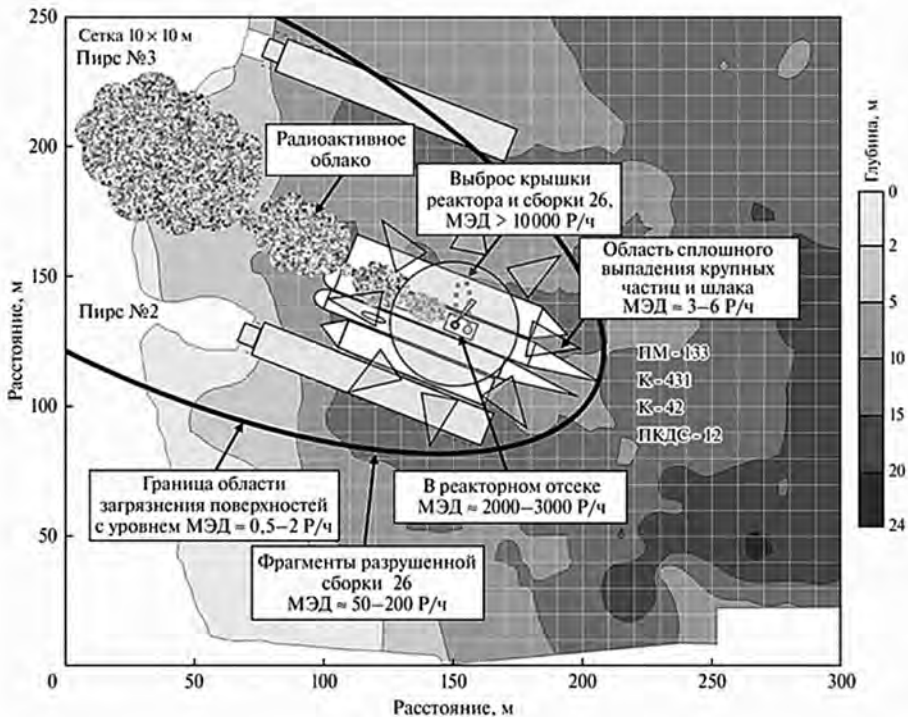 250
200
150
100
50
0
50
100
150
200
250
300
Расстояние, м
Расстояние, м
Сетка 10 × 10 м
Пирс №3
Радиоактивное
облако
Выброс крышки
реактора и сборки 26,
МЭД > 10000 Р/ч
Область сплошного
выпадения крупных
частиц и шлака
МЭД ≈ 3–6 Р/ч
Пирс №2
ПМ - 133
К - 431
К - 42
ПКДС - 12
Граница области
загрязнения поверхностей
с уровнем МЭД ≈ 0,5–2 Р/ч
В реакторном отсеке
МЭД ≈ 2000–3000 Р/ч
Фрагменты разрушенной
сборки 26
МЭД ≈ 50–200 Р/ч
Глубина, м
0
2
5
10
15
20
24